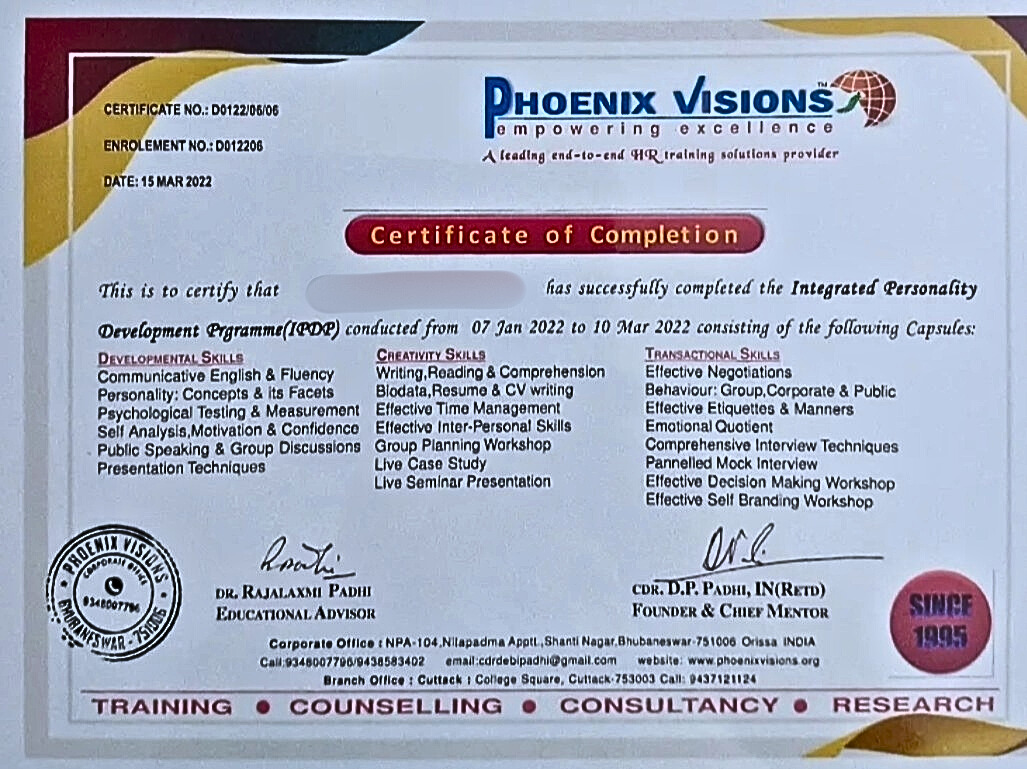 CERTIFICATE NO.: D0122/06/06
ENROLEMENT NO.: D012206
DATE: 15 MAR 2022
PHOENIX VISIONS™
empowering excellence
A leading end-to-end HR training solutions provider
Certificate of Completion
This is to certify that has successfully completed the Integrated Personality
Development Prgramme(IPDP) conducted from 07 Jan 2022 to 10 Mar 2022 consisting of the following Capsules:
DEVELOPMENTAL SKILLS
Communicative English & Fluency
Personality: Concepts & its Facets
Psychological Testing & Measurement
Self Analysis,Motivation & Confidence
Public Speaking & Group Discussions
Presentation Techniques
CREATIVITY SKILLS
Writing,Reading & Comprehension
Biodata,Resume & CV writing
Effective Time Management
Effective Inter-Personal Skills
Group Planning Workshop
Live Case Study
Live Seminar Presentation
TRANSACTIONAL SKILLS
Effective Negotiations
Behaviour: Group,Corporate & Public
Effective Etiquettes & Manners
Emotional Quotient
Comprehensive Interview Techniques
Pannelled Mock Interview
Effective Decision Making Workshop
Effective Self Branding Workshop
PHOENIX VISIONS
CORPORATE OFFICE
9348007796
BHUBANESWAR - 751006
DR. RAJALAXMI PADHI
EDUCATIONAL ADVISOR
CDR. D.P. PADHI, IN(RETD)
FOUNDER & CHIEF MENTOR
SINCE
1995
Corporate Office : NPA-104,Nilapadma Appt.,Shanti Nagar,Bhubaneswar-751006 Orissa INDIA
Call:9348007796/9438583402 email:cdrdebipadhi@gmail.com website: www.phoenixvisions.org
Branch Office : Cuttack : College Square, Cuttack-753003 Call: 9437121124
TRAINING ● COUNSELLING ● CONSULTANCY ● RESEARCH